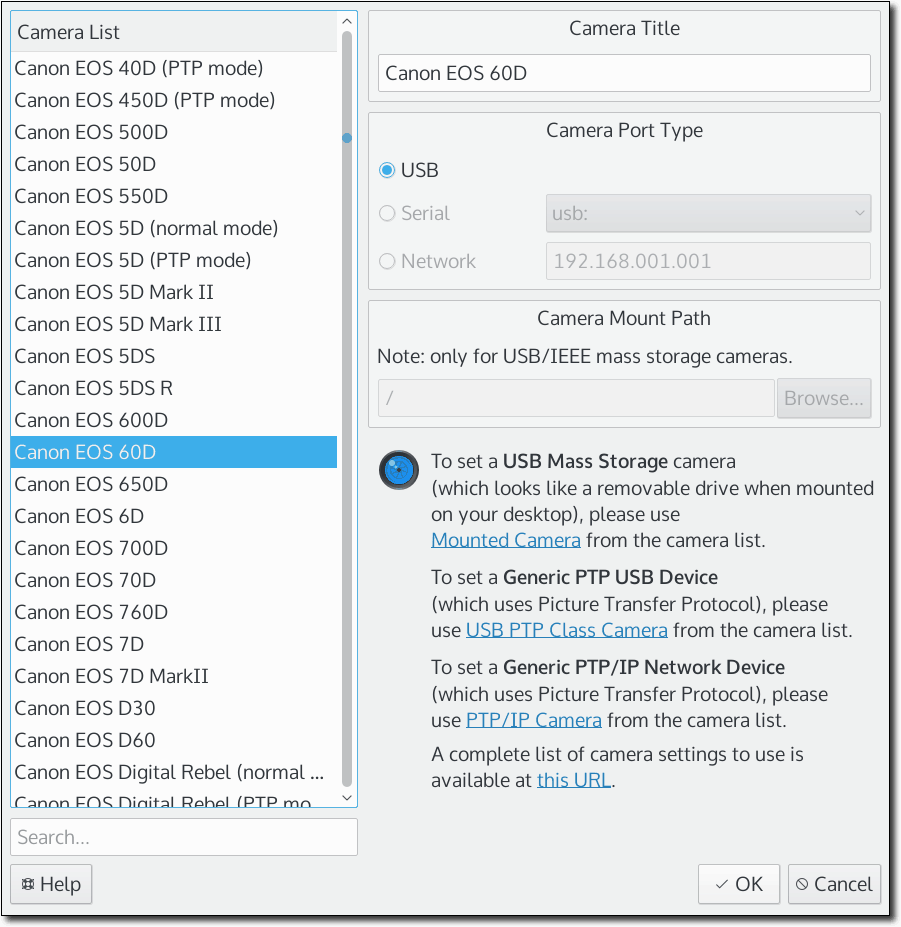 Camera List
Canon EOS 40D (PTP mode)
Canon EOS 450D (PTP mode)
Canon EOS 500D
Canon EOS 50D
Canon EOS 550D
Canon EOS 5D (normal mode)
Canon EOS 5D (PTP mode)
Canon EOS 5D Mark II
Canon EOS 5D Mark III
Canon EOS 5DS
Canon EOS 5DS R
Canon EOS 600D
Canon EOS 60D
Canon EOS 650D
Canon EOS 6D
Canon EOS 700D
Canon EOS 70D
Canon EOS 760D
Canon EOS 7D
Canon EOS 7D MarkII
Canon EOS D30
Canon EOS D60
Canon EOS Digital Rebel (normal ...
Canon EOS Digital Rebel (PTP mo...
Search...
Help
Camera Title
Canon EOS 60D
Camera Port Type
USB
Serial
usb:
Network
192.168.001.001
Camera Mount Path
Note: only for USB/IEEE mass storage cameras.
/
Browse...
To set a USB Mass Storage camera
(which looks like a removable drive when mounted
on your desktop), please use
Mounted Camera from the camera list.
To set a Generic PTP USB Device
(which uses Picture Transfer Protocol), please
use USB PTP Class Camera from the camera list.
To set a Generic PTP/IP Network Device
(which uses Picture Transfer Protocol), please
use PTP/IP Camera from the camera list.
A complete list of camera settings to use is
available at this URL.
OK
Cancel